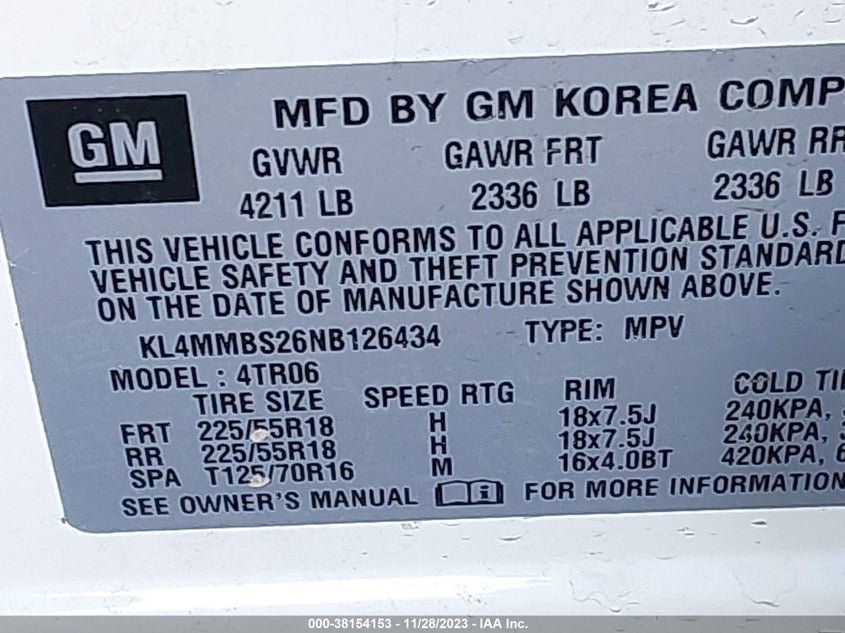 GM
MFD BY GM KOREA COMP
GVWR GAWR FRT GAWR RR
4211 LB 2336 LB 2336 LB
THIS VEHICLE CONFORMS TO ALL APPLICABLE U.S. F
VEHICLE SAFETY AND THEFT PREVENTION STANDARD
ON THE DATE OF MANUFACTURE SHOWN ABOVE.
KL4MMBS26NB126434 TYPE: MPV
MODEL : 4TR06
TIRE SIZE SPEED RTG RIM COLD TI
FRT 225/55R18 H 18x7.5J 240KPA,
RR 225/55R18 H 18x7.5J 240KPA,
SPA T125/70R16 M 16x4.0BT 420KPA, 6
SEE OWNER'S MANUAL FOR MORE INFORMATION
000-38154153 - 11/28/2023 - IAA Inc.